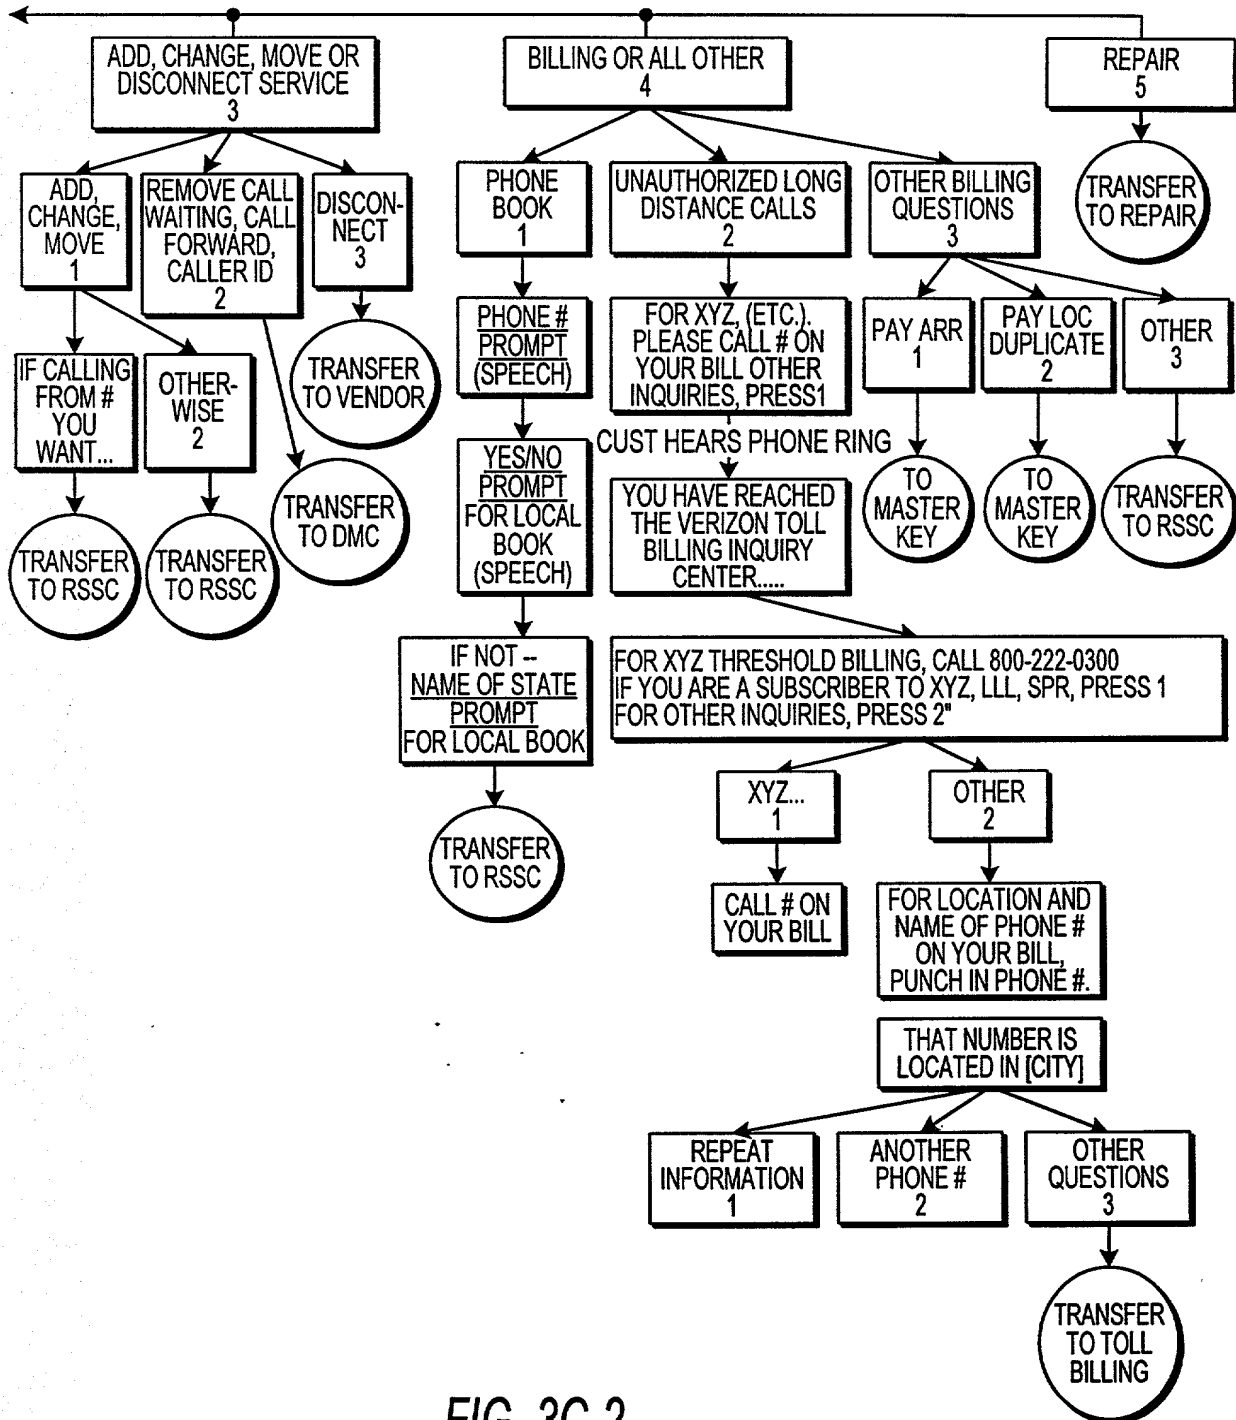 ADD, CHANGE, MOVE OR
DISCONNECT SERVICE
3
BILLING OR ALL OTHER
4
REPAIR
5
ADD,
CHANGE,
MOVE
1
REMOVE CALL
WAITING, CALL
FORWARD,
CALLER ID
2
DISCON-
NECT
3
PHONE
BOOK
1
UNAUTHORIZED LONG
DISTANCE CALLS
2
OTHER BILLING
QUESTIONS
3
TRANSFER
TO REPAIR
IF CALLING
FROM #
YOU
WANT...
OTHER-
WISE
2
TRANSFER
TO VENDOR
PHONE #
PROMPT
(SPEECH)
FOR XYZ, (ETC.).
PLEASE CALL # ON
YOUR BILL OTHER
INQUIRIES, PRESS1
PAY ARR
1
PAY LOC
DUPLICATE
2
OTHER
3
CUST HEARS PHONE RING
TRANSFER
TO RSSC
TRANSFER
TO RSSC
TRANSFER
TO DMC
YES/NO
PROMPT
FOR LOCAL
BOOK
(SPEECH)
YOU HAVE REACHED
THE VERIZON TOLL
BILLING INQUIRY
CENTER.....
TO
MASTER
KEY
TO
MASTER
KEY
TRANSFER
TO RSSC
IF NOT --
NAME OF STATE
PROMPT
FOR LOCAL BOOK
FOR XYZ THRESHOLD BILLING, CALL 800-222-0300
IF YOU ARE A SUBSCRIBER TO XYZ, LLL, SPR, PRESS 1
FOR OTHER INQUIRIES, PRESS 2"
TRANSFER
TO RSSC
XYZ...
1
OTHER
2
CALL # ON
YOUR BILL
FOR LOCATION AND
NAME OF PHONE #
ON YOUR BILL,
PUNCH IN PHONE #.
THAT NUMBER IS
LOCATED IN [CITY]
REPEAT
INFORMATION
1
ANOTHER
PHONE #
2
OTHER
QUESTIONS
3
TRANSFER
TO TOLL
BILLING
FIG. 3C-2